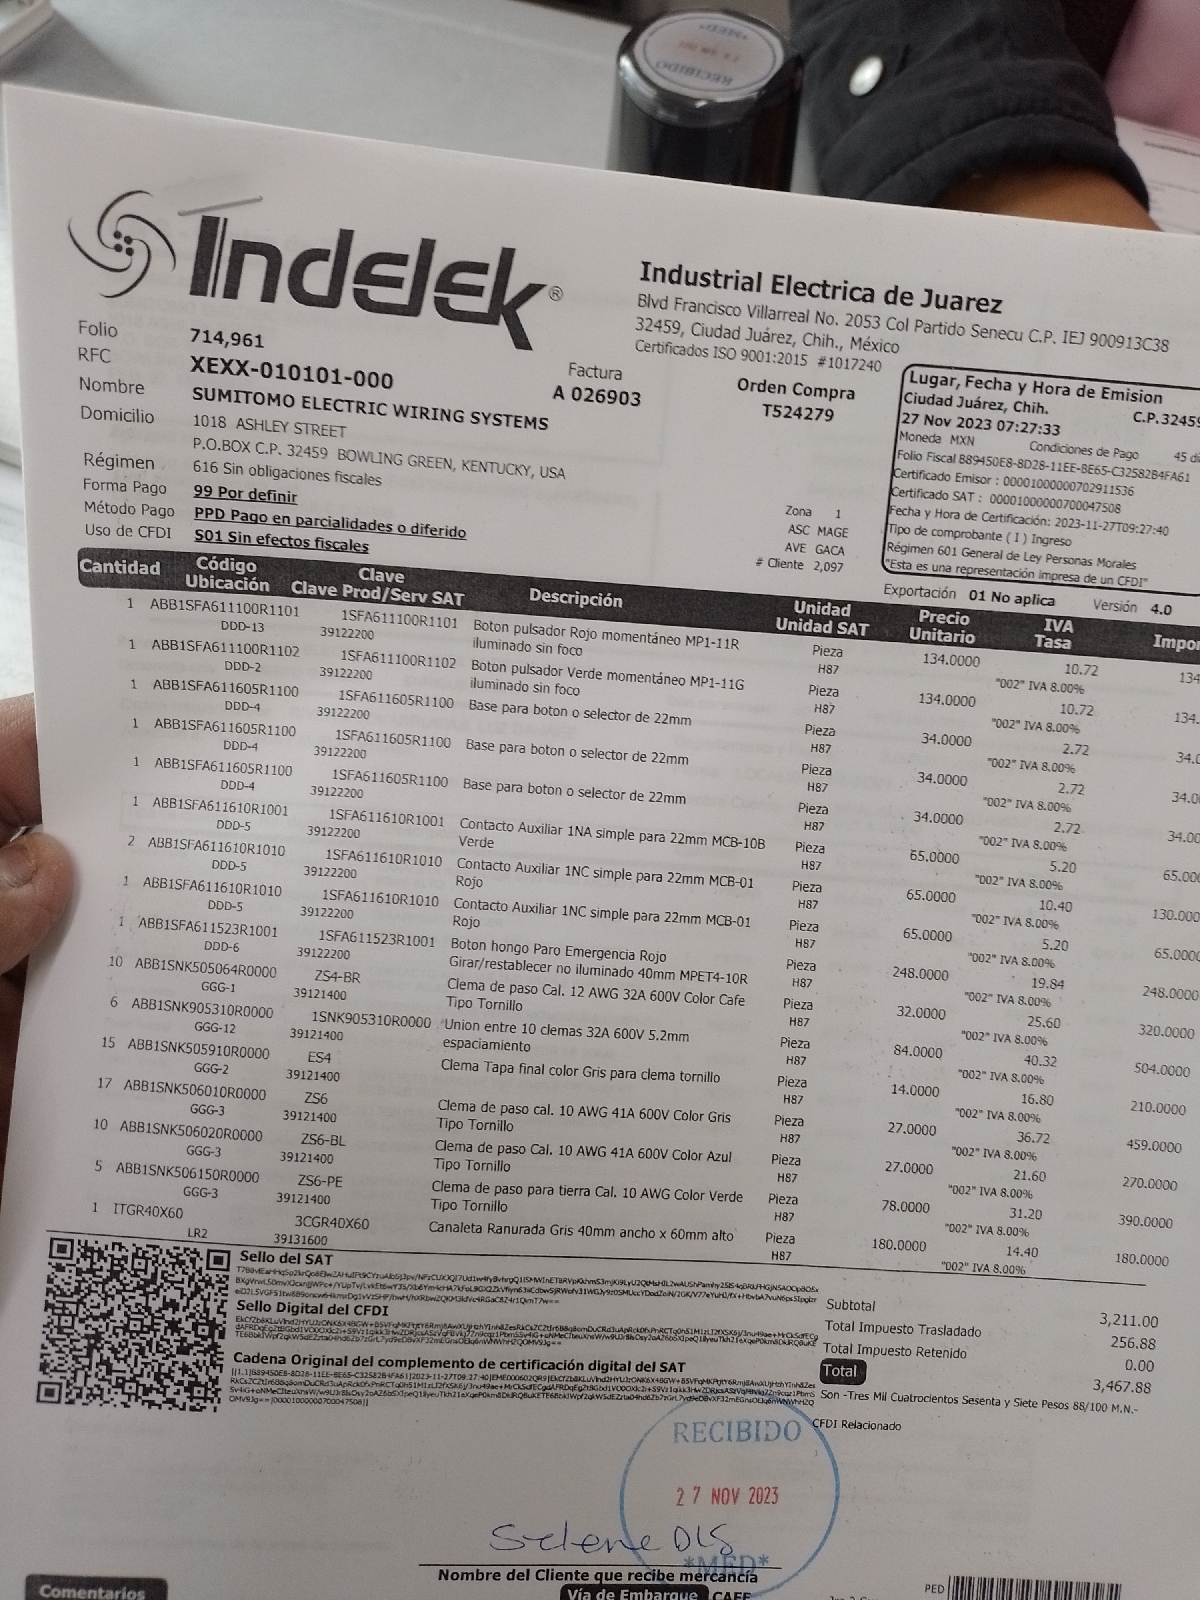 RECIBIDO
*MED*
Indelek®
Industrial Electrica de Juarez
Blvd Francisco Villarreal No. 2053 Col Partido Senecu C.P. IEJ 900913C38
32459, Ciudad Juárez, Chih., México
Certificados ISO 9001:2015 #1017240
Folio 714,961
RFC XEXX-010101-000
Factura
A 026903
Orden Compra
T524279
Nombre SUMITOMO ELECTRIC WIRING SYSTEMS
Domicilio 1018 ASHLEY STREET
P.O.BOX C.P. 32459 BOWLING GREEN, KENTUCKY, USA
Régimen 616 Sin obligaciones fiscales
Forma Pago 99 Por definir
Método Pago PPD Pago en parcialidades o diferido
Uso de CFDI S01 Sin efectos fiscales
Lugar, Fecha y Hora de Emision
Ciudad Juárez, Chih. C.P.32459
27 Nov 2023 07:27:33
Moneda MXN Condiciones de Pago 45
Folio Fiscal B89450E8-8D28-11EE-BE65-C32582B4FA61
Certificado Emisor : 00001000000702911536
Certificado SAT : 00001000000700047508
Fecha y Hora de Certificación: 2023-11-27T09:27:40
Tipo de comprobante ( I ) Ingreso
Régimen 601 General de Ley Personas Morales
"Esta es una representación impresa de un CFDI"
Zona 1
ASC MAGE
AVE GACA
# Cliente 2,097
Exportación 01 No aplica Versión 4.0
Cantidad Código Clave Descripción Unidad Precio IVA Impor
Ubicación Clave Prod/Serv SAT Unidad SAT Unitario Tasa
1 ABB1SFA611100R1101 1SFA611100R1101 Boton pulsador Rojo momentáneo MP1-11R Pieza 134.0000 10.72 134
DDD-13 39122200 iluminado sin foco H87 "002" IVA 8.00%
1 ABB1SFA611100R1102 1SFA611100R1102 Boton pulsador Verde momentáneo MP1-11G Pieza 134.0000 10.72 134.
DDD-2 39122200 iluminado sin foco H87 "002" IVA 8.00%
1 ABB1SFA611605R1100 1SFA611605R1100 Base para boton o selector de 22mm Pieza 34.0000 2.72 34.0
DDD-4 39122200 H87 "002" IVA 8.00%
1 ABB1SFA611605R1100 1SFA611605R1100 Base para boton o selector de 22mm Pieza 34.0000 2.72 34.0
DDD-4 39122200 H87 "002" IVA 8.00%
1 ABB1SFA611605R1100 1SFA611605R1100 Base para boton o selector de 22mm Pieza 34.0000 2.72 34.00
DDD-4 39122200 H87 "002" IVA 8.00%
1 ABB1SFA611610R1001 1SFA611610R1001 Contacto Auxiliar 1NA simple para 22mm MCB-10B Pieza 65.0000 5.20 65.000
DDD-5 39122200 Verde H87 "002" IVA 8.00%
2 ABB1SFA611610R1010 1SFA611610R1010 Contacto Auxiliar 1NC simple para 22mm MCB-01 Pieza 65.0000 10.40 130.000
DDD-5 39122200 Rojo H87 "002" IVA 8.00%
1 ABB1SFA611610R1010 1SFA611610R1010 Contacto Auxiliar 1NC simple para 22mm MCB-01 Pieza 65.0000 5.20 65.0000
DDD-5 39122200 Rojo H87 "002" IVA 8.00%
1 ABB1SFA611523R1001 1SFA611523R1001 Boton hongo Paro Emergencia Rojo Pieza 248.0000 19.84 248.0000
DDD-6 39122200 Girar/restablecer no iluminado 40mm MPET4-10R H87 "002" IVA 8.00%
10 ABB1SNK505064R0000 ZS4-BR Clema de paso Cal. 12 AWG 32A 600V Color Cafe Pieza 32.0000 25.60 320.0000
GGG-1 39121400 Tipo Tornillo H87 "002" IVA 8.00%
6 ABB1SNK905310R0000 1SNK905310R0000 Union entre 10 clemas 32A 600V 5.2mm Pieza 84.0000 40.32 504.0000
GGG-12 39121400 espaciamiento H87 "002" IVA 8.00%
15 ABB1SNK505910R0000 ES4 Clema Tapa final color Gris para clema tornillo Pieza 14.0000 16.80 210.0000
GGG-2 39121400 H87 "002" IVA 8.00%
17 ABB1SNK506010R0000 ZS6 Clema de paso cal. 10 AWG 41A 600V Color Gris Pieza 27.0000 36.72 459.0000
GGG-3 39121400 Tipo Tornillo H87 "002" IVA 8.00%
10 ABB1SNK506020R0000 ZS6-BL Clema de paso Cal. 10 AWG 41A 600V Color Azul Pieza 27.0000 21.60 270.0000
GGG-3 39121400 Tipo Tornillo H87 "002" IVA 8.00%
5 ABB1SNK506150R0000 ZS6-PE Clema de paso para tierra Cal. 10 AWG Color Verde Pieza 78.0000 31.20 390.0000
GGG-3 39121400 Tipo Tornillo H87 "002" IVA 8.00%
1 ITGR40X60 3CGR40X60 Canaleta Ranurada Gris 40mm ancho x 60mm alto Pieza 180.0000 14.40 180.0000
LR2 39131600 H87 "002" IVA 8.00%
Sello del SAT
Sello Digital del CFDI
Cadena Original del complemento de certificación digital del SAT
Subtotal 3,211.00
Total Impuesto Trasladado 256.88
Total Impuesto Retenido 0.00
Total 3,467.88
Son -Tres Mil Cuatrocientos Sesenta y Siete Pesos 88/100 M.N.-
CFDI Relacionado
RECIBIDO
27 NOV 2023
*MED*
Selene DLS
Nombre del Cliente que recibe mercancia
Comentarios
Vía de Embarque CAFE
PED